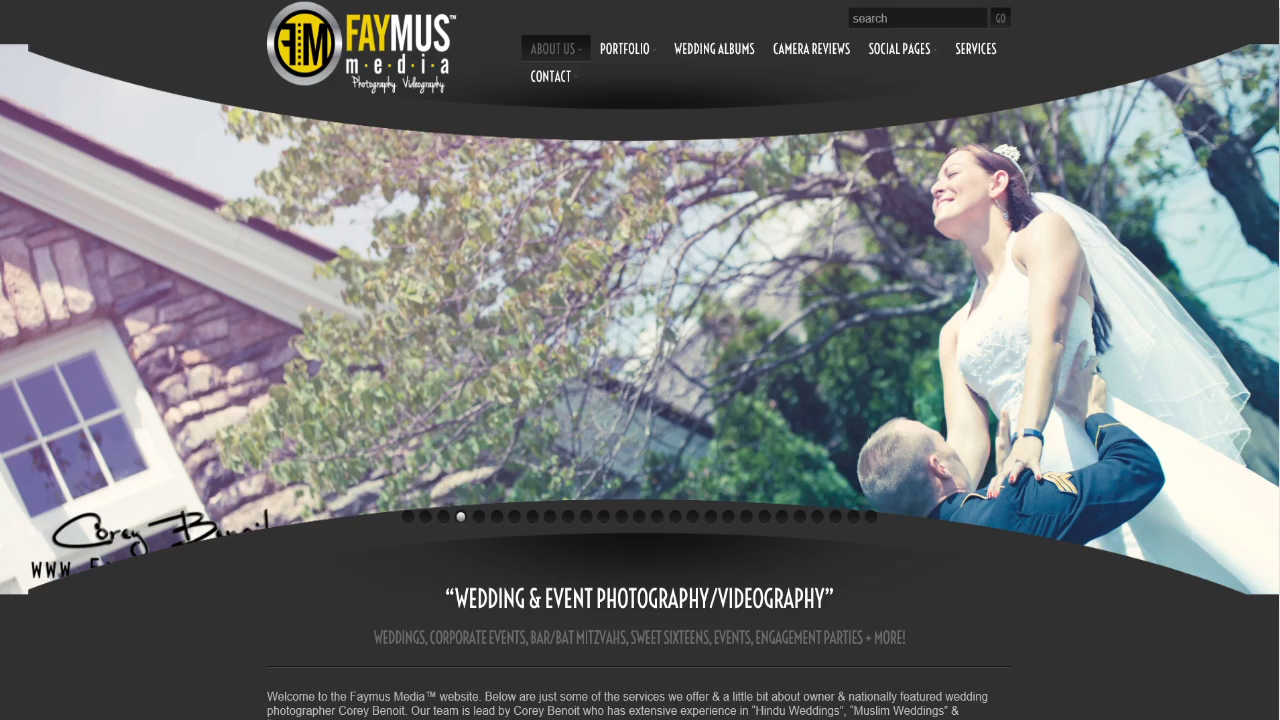 FAYMUS™
m·e·d·i·a
Photography Videography
search
GO
ABOUT US
PORTFOLIO
WEDDING ALBUMS
CAMERA REVIEWS
SOCIAL PAGES
SERVICES
CONTACT
Corey Benoit
WWW.
“WEDDING & EVENT PHOTOGRAPHY/VIDEOGRAPHY”
WEDDINGS, CORPORATE EVENTS, BAR/BAT MITZVAHS, SWEET SIXTEENS, EVENTS, ENGAGEMENT PARTIES + MORE!
Welcome to the Faymus Media™ website. Below are just some of the services we offer & a little bit about owner & nationally featured wedding
photographer Corey Benoit. Our team is lead by Corey Benoit who has extensive experience in “Hindu Weddings”, “Muslim Weddings” &